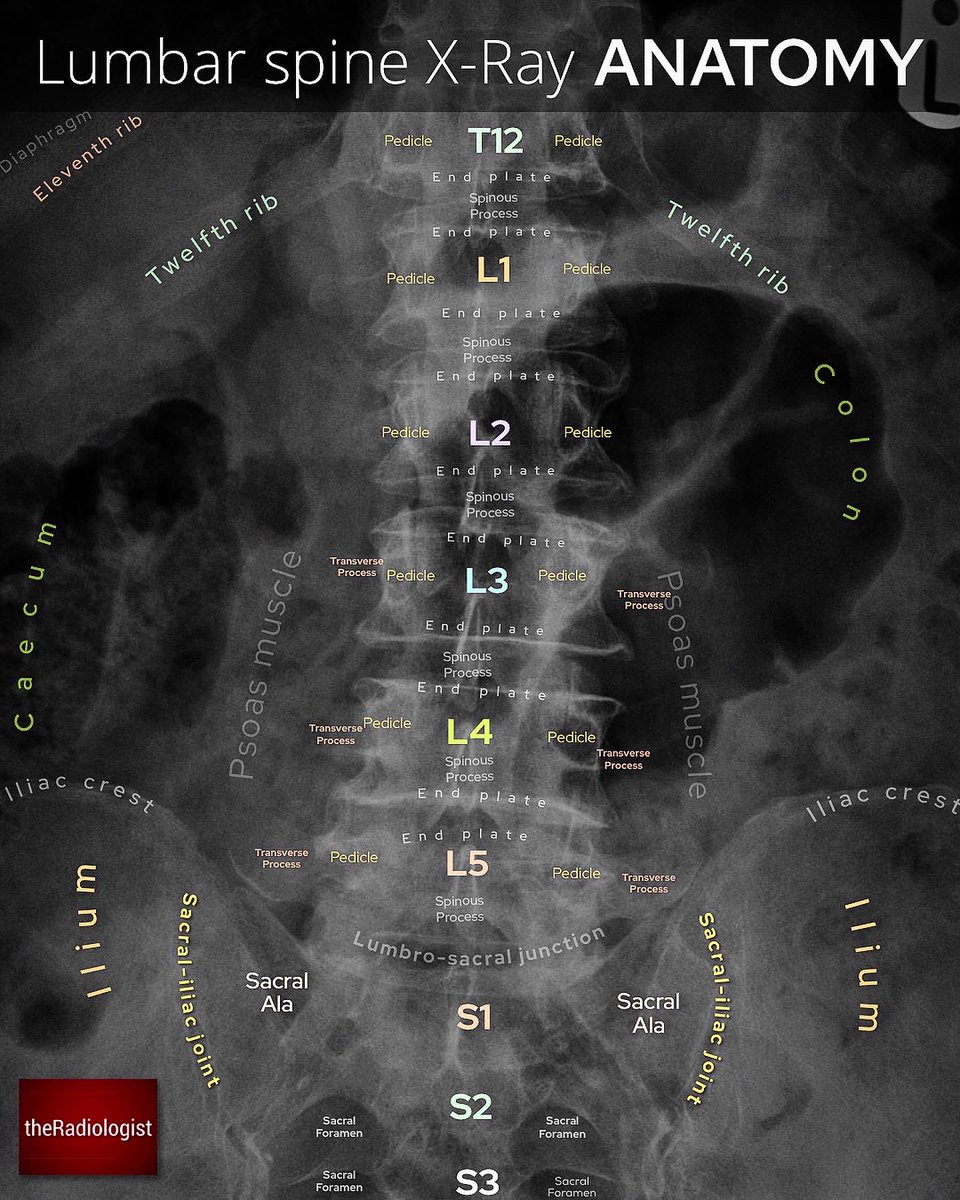 Lumbar spine X-Ray ANATOMY
L
Diaphragm
Eleventh rib
Twelfth rib
Pedicle T12 Pedicle
End plate
Spinous
Process
End plate
Twelfth rib
Pedicle L1 Pedicle
End plate
Spinous
Process
End plate
Colon
Pedicle L2 Pedicle
End plate
Spinous
Process
End plate
Caecum
Psoas muscle
Transverse
Process
Pedicle L3 Pedicle
Transverse
Process
Psoas muscle
End plate
Spinous
Process
End plate
Transverse
Process
Pedicle L4 Pedicle
Transverse
Process
Spinous
Process
End plate
Iliac crest
Iliac crest
End plate
Transverse
Process
Pedicle L5 Pedicle
Transverse
Process
Spinous
Process
Lumbro-sacral junction
Ilium
Sacral-iliac joint
Sacral
Ala
S1
Sacral
Ala
Sacral-iliac joint
Ilium
S2
Sacral
Foramen
Sacral
Foramen
theRadiologist
Sacral
Foramen
S3
Sacral
Foramen